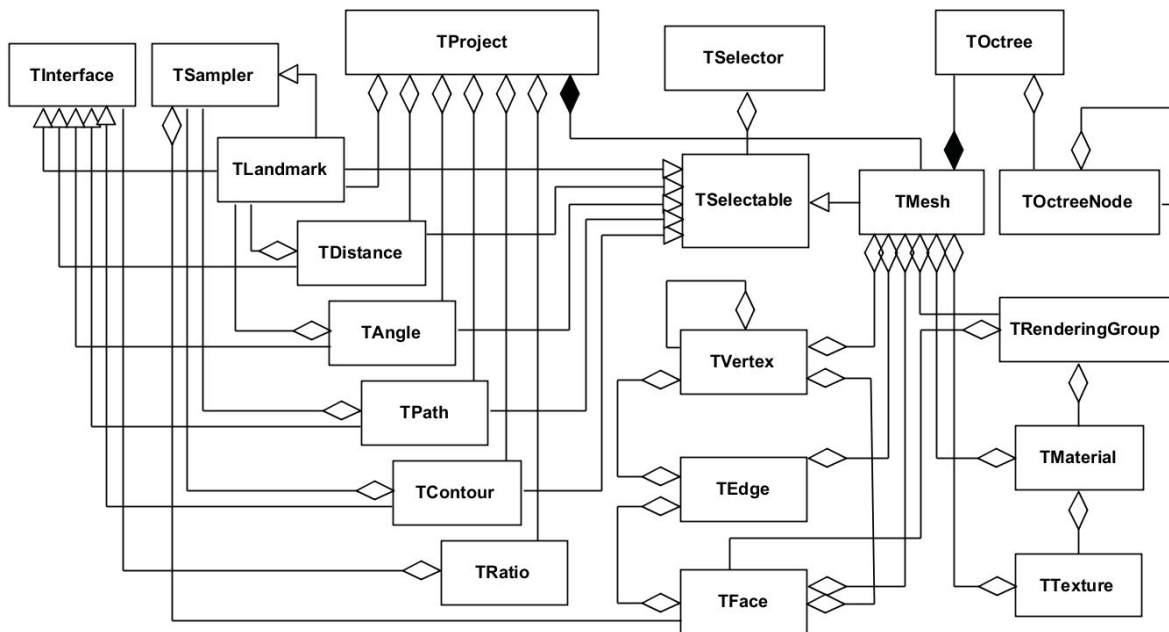 TProject
TOctree
TSelector
TInterface
TSampler
TLandmark
TSelectable
TMesh
TOctreeNode
TDistance
TAngle
TVertex
TRenderingGroup
TPath
TMaterial
TContour
TEdge
TRatio
TFace
TTexture